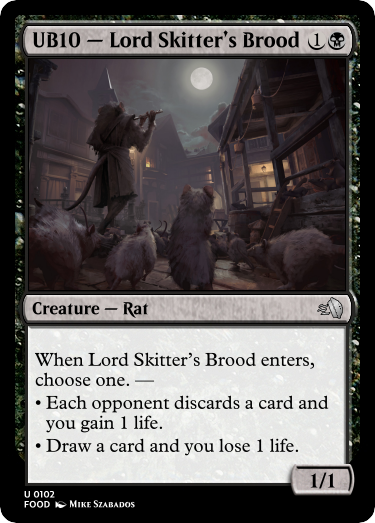 UB10 — Lord Skitter's Brood 1
Creature — Rat
When Lord Skitter's Brood enters,
choose one. —
• Each opponent discards a card and
you gain 1 life.
• Draw a card and you lose 1 life.
1/1
U 0102
FOOD Mike Szabados